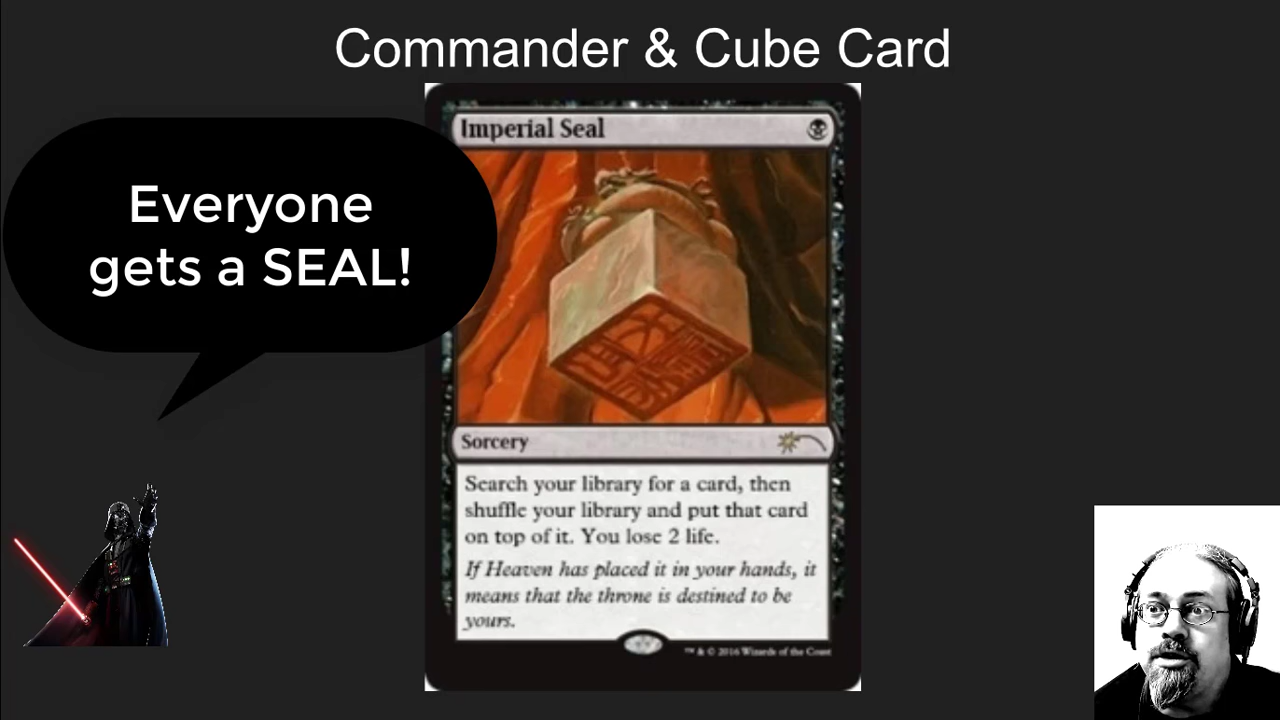 Commander & Cube Card
Everyone
gets a SEAL!
Imperial Seal
Sorcery
Search your library for a card, then
shuffle your library and put that card
on top of it. You lose 2 life.
If Heaven has placed it in your hands, it
means that the throne is destined to be
yours.
™ & © 2016 Wizards of the Coast